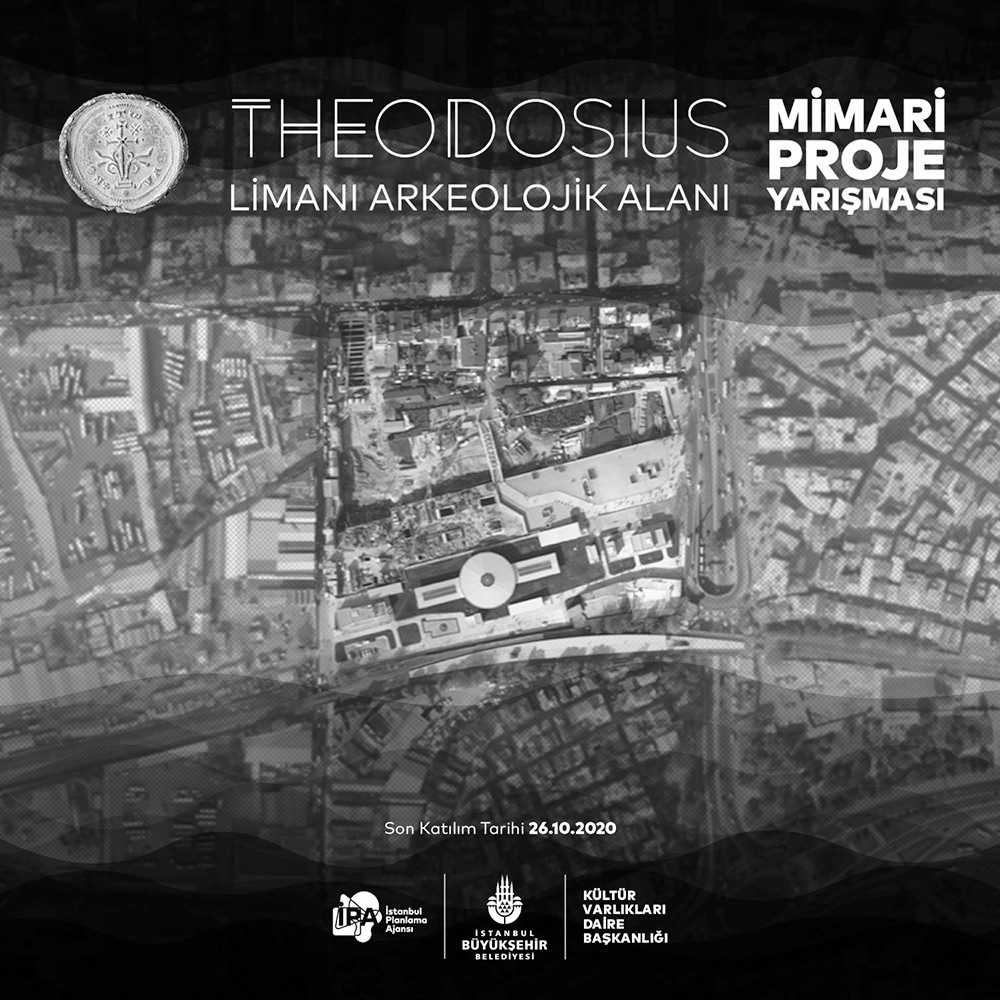 THEODOSIUS
LİMANI ARKEOLOJİK ALANI
MİMARİ
PROJE
YARIŞMASI
Son Katılım Tarihi 26.10.2020
İPA
İstanbul
Planlama
Ajansı
İSTANBUL
BÜYÜKŞEHİR
BELEDİYESİ
KÜLTÜR
VARLIKLARI
DAİRE
BAŞKANLIĞI